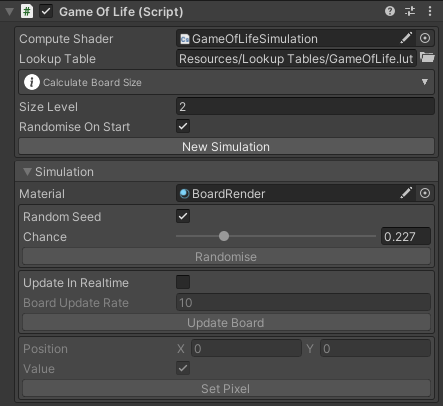 Game Of Life (Script)
Compute Shader GameOfLifeSimulation
Lookup Table Resources/Lookup Tables/GameOfLife.lut
Calculate Board Size
Size Level 2
Randomise On Start
New Simulation
Simulation
Material BoardRender
Random Seed
Chance 0.227
Randomise
Update In Realtime
Board Update Rate 10
Update Board
Position X 0 Y 0
Value
Set Pixel